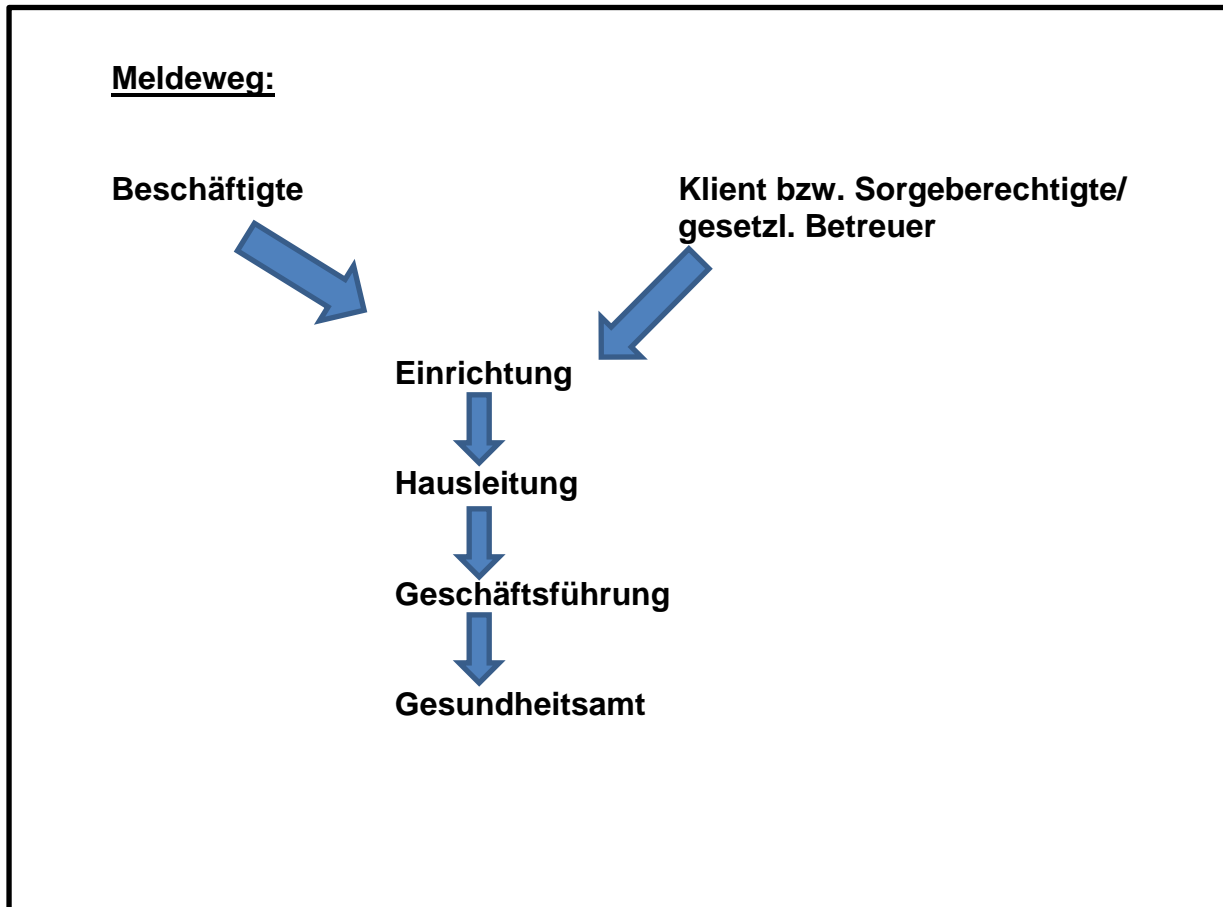 Meldeweg:
Beschäftigte
Klient bzw. Sorgeberechtigte/
gesetzl. Betreuer
Einrichtung
Hausleitung
Geschäftsführung
Gesundheitsamt